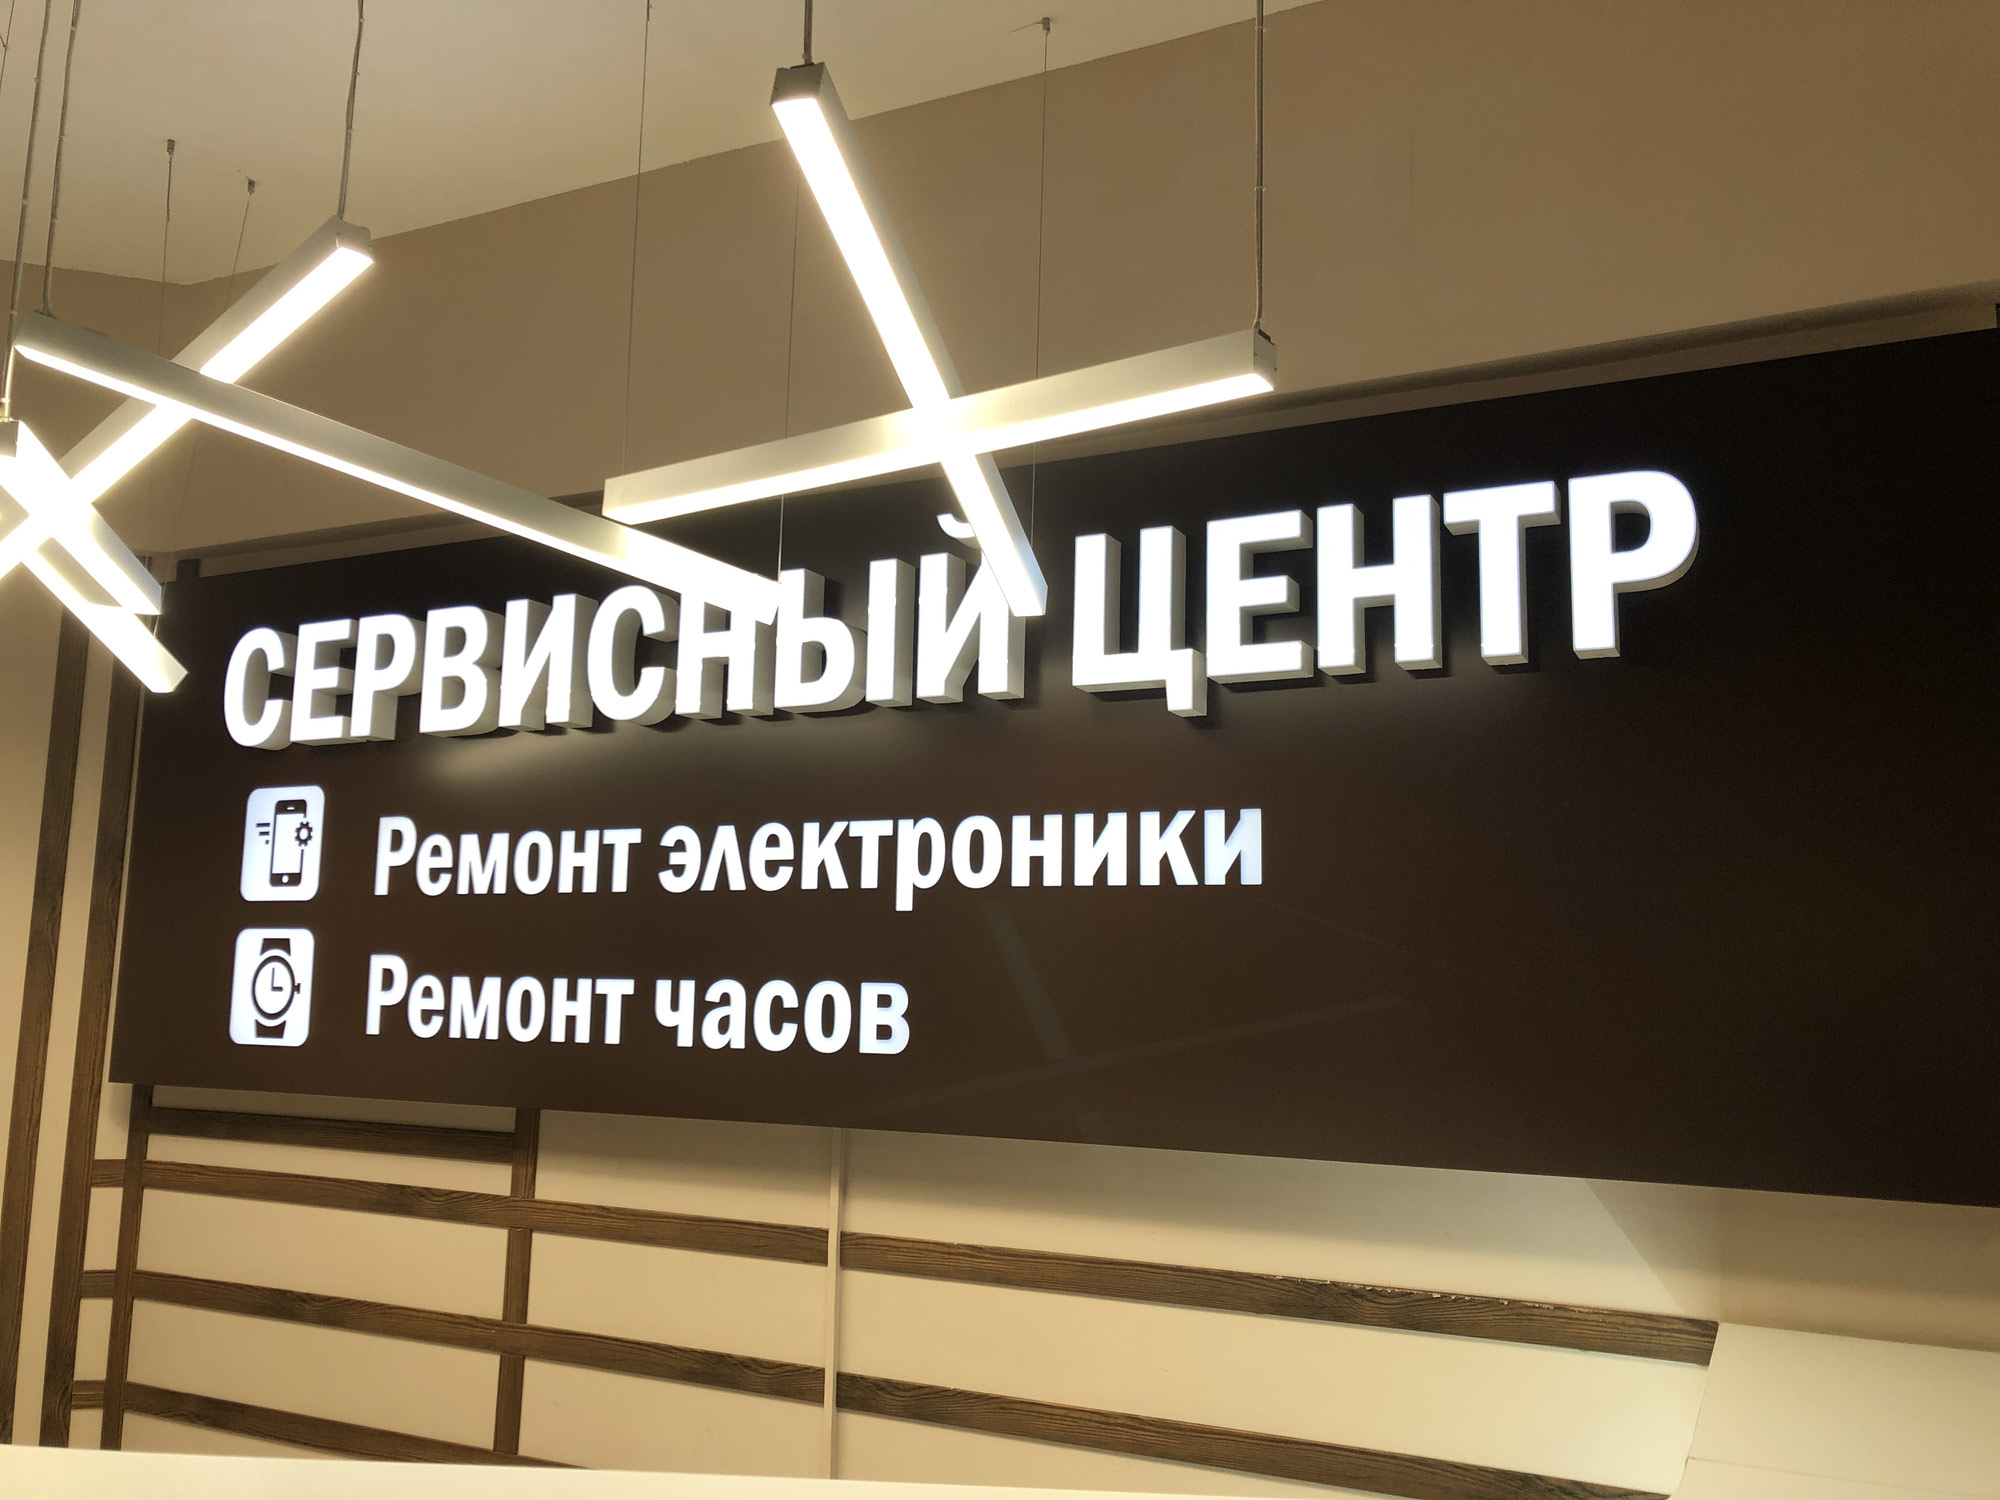 СЕРВИСНЫЙ ЦЕНТР
Ремонт электроники
Ремонт часов